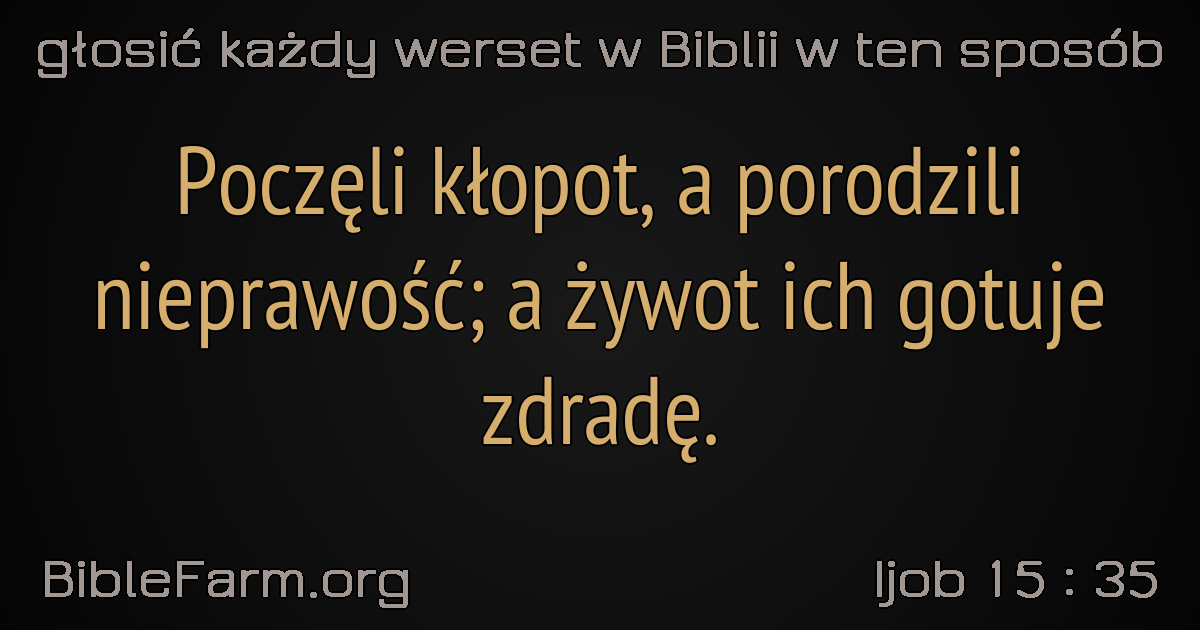 głosić każdy werset w Biblii w ten sposób
Poczęli kłopot, a porodzili
nieprawość; a żywot ich gotuje
zdradę.
BibleFarm.org
Ijob 15 : 35